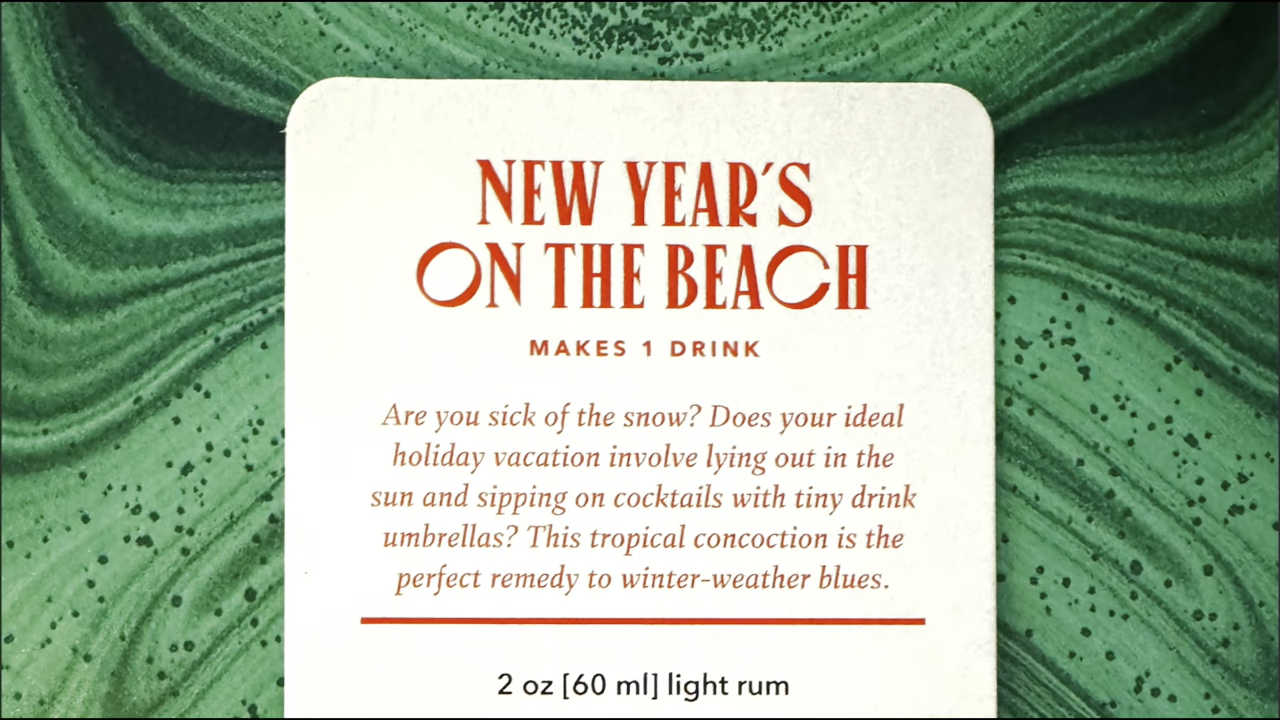 NEW YEAR'S
ON THE BEACH
MAKES 1 DRINK
Are you sick of the snow? Does your ideal
holiday vacation involve lying out in the
sun and sipping on cocktails with tiny drink
umbrellas? This tropical concoction is the
perfect remedy to winter-weather blues.
2 oz [60 ml] light rum